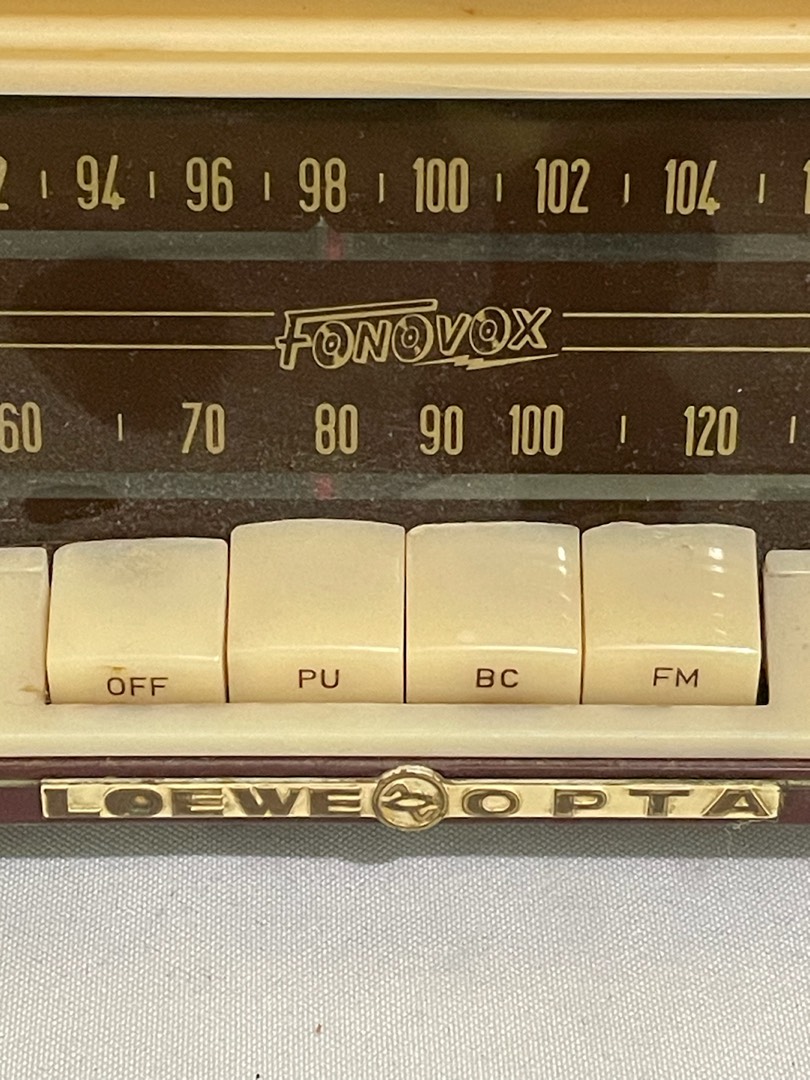 94 96 98 100 102 104
FONOVOX
60 70 80 90 100 120
OFF PU BC FM
LOEWE OPTA